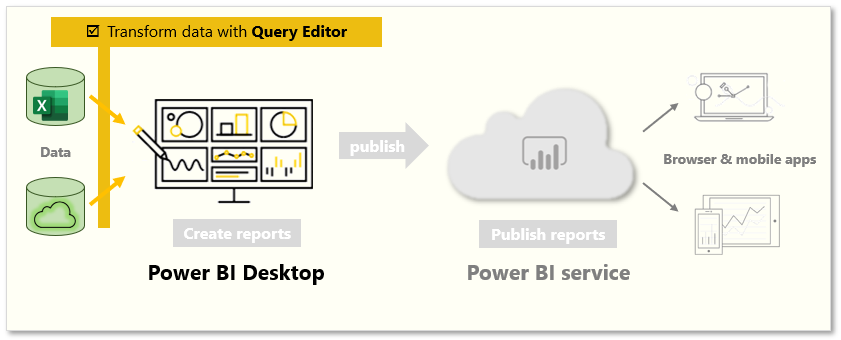 Transform data with Query Editor
X
Data
publish
Browser & mobile apps
Create reports
Publish reports
Power BI Desktop
Power BI service